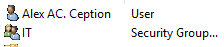 Alex AC. Ception User
IT Security Group...